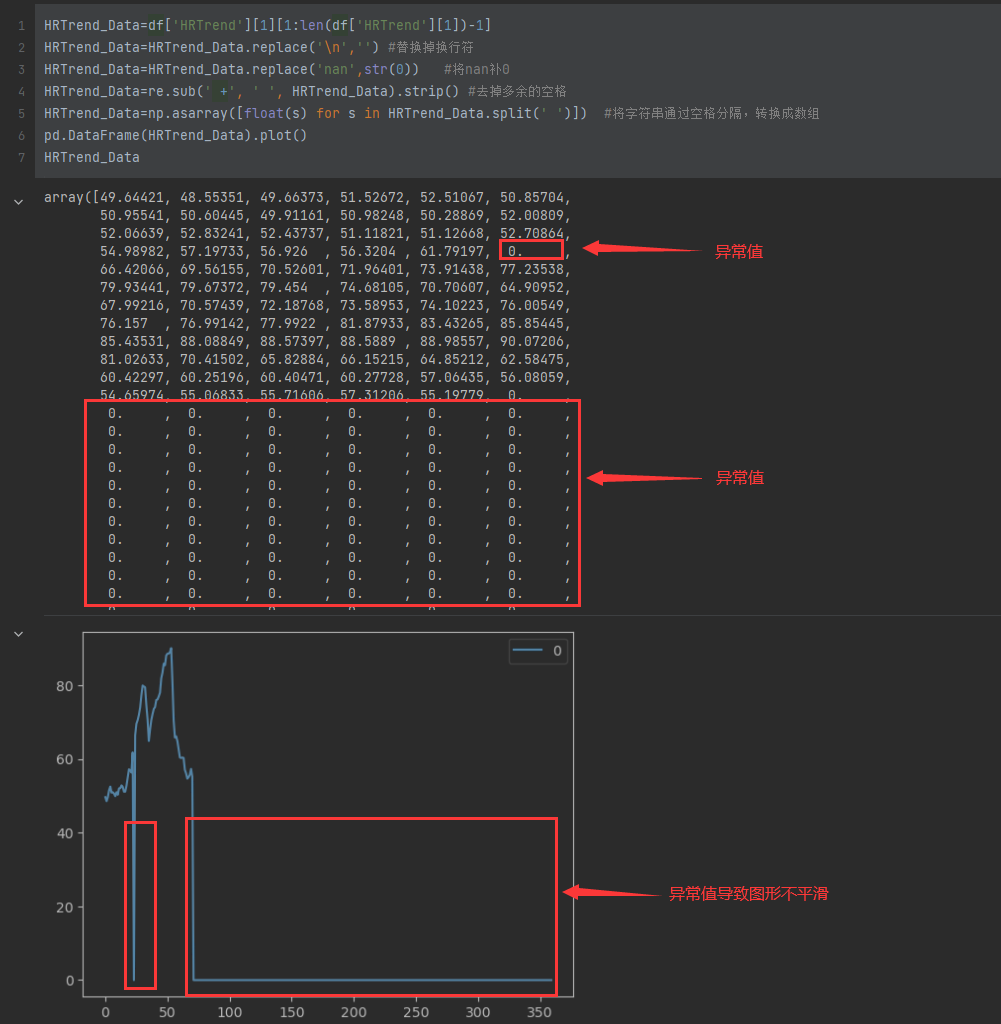 1 HRTrend_Data=df['HRTrend'][1][1:len(df['HRTrend'][1])-1]
2 HRTrend_Data=HRTrend_Data.replace('\n','') #替换掉换行符
3 HRTrend_Data=HRTrend_Data.replace('nan',str(0)) #将nan补0
4 HRTrend_Data=re.sub(' +', ' ', HRTrend_Data).strip() #去掉多余的空格
5 HRTrend_Data=np.asarray([float(s) for s in HRTrend_Data.split(' ')]) #将字符串通过空格分隔，转换成数组
6 pd.DataFrame(HRTrend_Data).plot()
7 HRTrend_Data
array([49.64421, 48.55351, 49.66373, 51.52672, 52.51067, 50.85704,
50.95541, 50.60445, 49.91161, 50.98248, 50.28869, 52.00809,
52.06639, 52.83241, 52.43737, 51.11821, 51.12668, 52.70864,
54.98982, 57.19733, 56.926 , 56.3204 , 61.79197, 0. ,
异常值
66.42066, 69.56155, 70.52601, 71.96401, 73.91438, 77.23538,
79.93441, 79.67372, 79.454 , 74.68105, 70.70607, 64.90952,
67.99216, 70.57439, 72.18768, 73.58953, 74.10223, 76.00549,
76.157 , 76.99142, 77.9922 , 81.87933, 83.43265, 85.85445,
85.43531, 88.08849, 88.57397, 88.5889 , 88.98557, 90.07206,
81.02633, 70.41502, 65.82884, 66.15215, 64.85212, 62.58475,
60.42297, 60.25196, 60.40471, 60.27728, 57.06435, 56.08059,
54.65974, 55.06833, 55.71606, 57.31206, 55.19779, 0. ,
0. , 0. , 0. , 0. , 0. , 0. ,
0. , 0. , 0. , 0. , 0. , 0. ,
0. , 0. , 0. , 0. , 0. , 0. ,
0. , 0. , 0. , 0. , 0. , 0. ,
异常值
0. , 0. , 0. , 0. , 0. , 0. ,
0. , 0. , 0. , 0. , 0. , 0. ,
0. , 0. , 0. , 0. , 0. , 0. ,
0. , 0. , 0. , 0. , 0. , 0. ,
0. , 0. , 0. , 0. , 0. , 0. ,
0. , 0. , 0. , 0. , 0. , 0. ,
0. , 0. , 0. , 0. , 0. , 0. ,
0
80
60
40
20
0
异常值导致图形不平滑
0 50 100 150 200 250 300 350